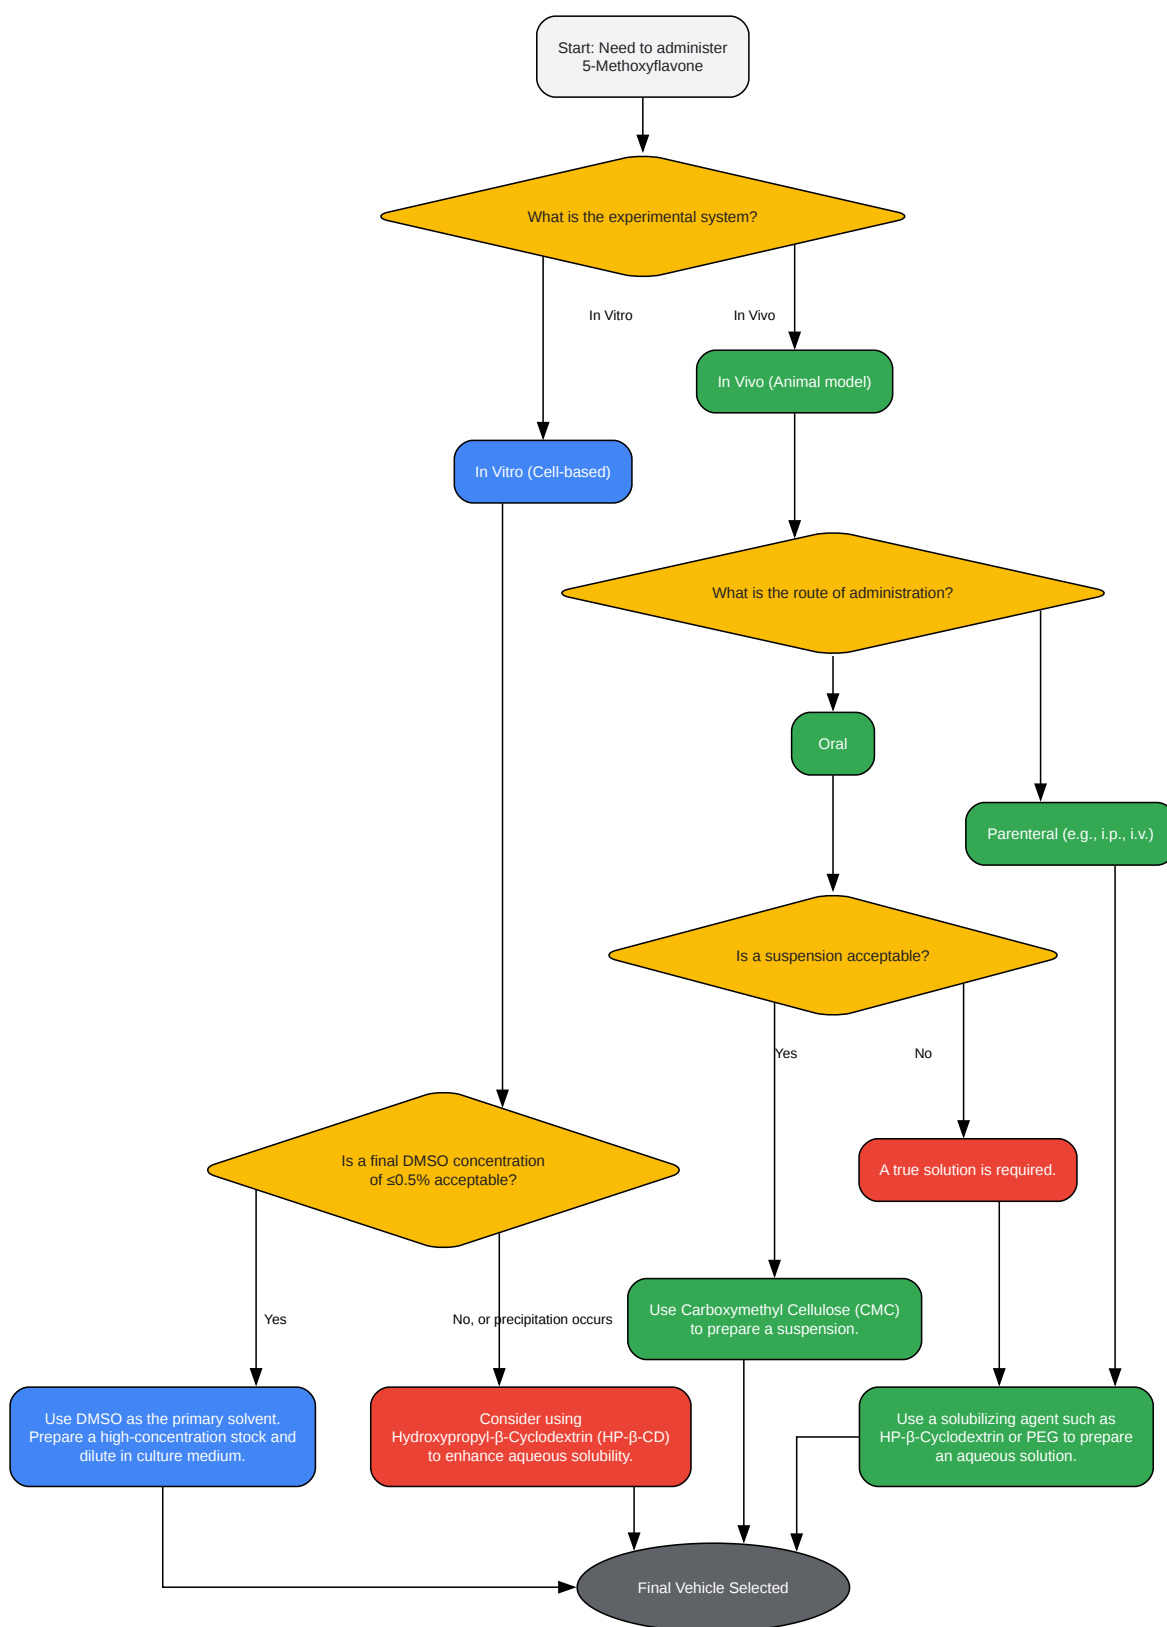 Start: Need to administer
5-Methoxyflavone
What is the experimental system?
In Vitro
In Vivo
In Vivo (Animal model)
In Vitro (Cell-based)
What is the route of administration?
Oral
Parenteral (e.g., i.p., i.v.)
Is a suspension acceptable?
Yes
No
Is a final DMSO concentration
of ≤0.5% acceptable?
A true solution is required.
Yes
No, or precipitation occurs
Use Carboxymethyl Cellulose (CMC)
to prepare a suspension.
Use DMSO as the primary solvent.
Prepare a high-concentration stock and
dilute in culture medium.
Consider using
Hydroxypropyl-β-Cyclodextrin (HP-β-CD)
to enhance aqueous solubility.
Use a solubilizing agent such as
HP-β-Cyclodextrin or PEG to prepare
an aqueous solution.
Final Vehicle Selected